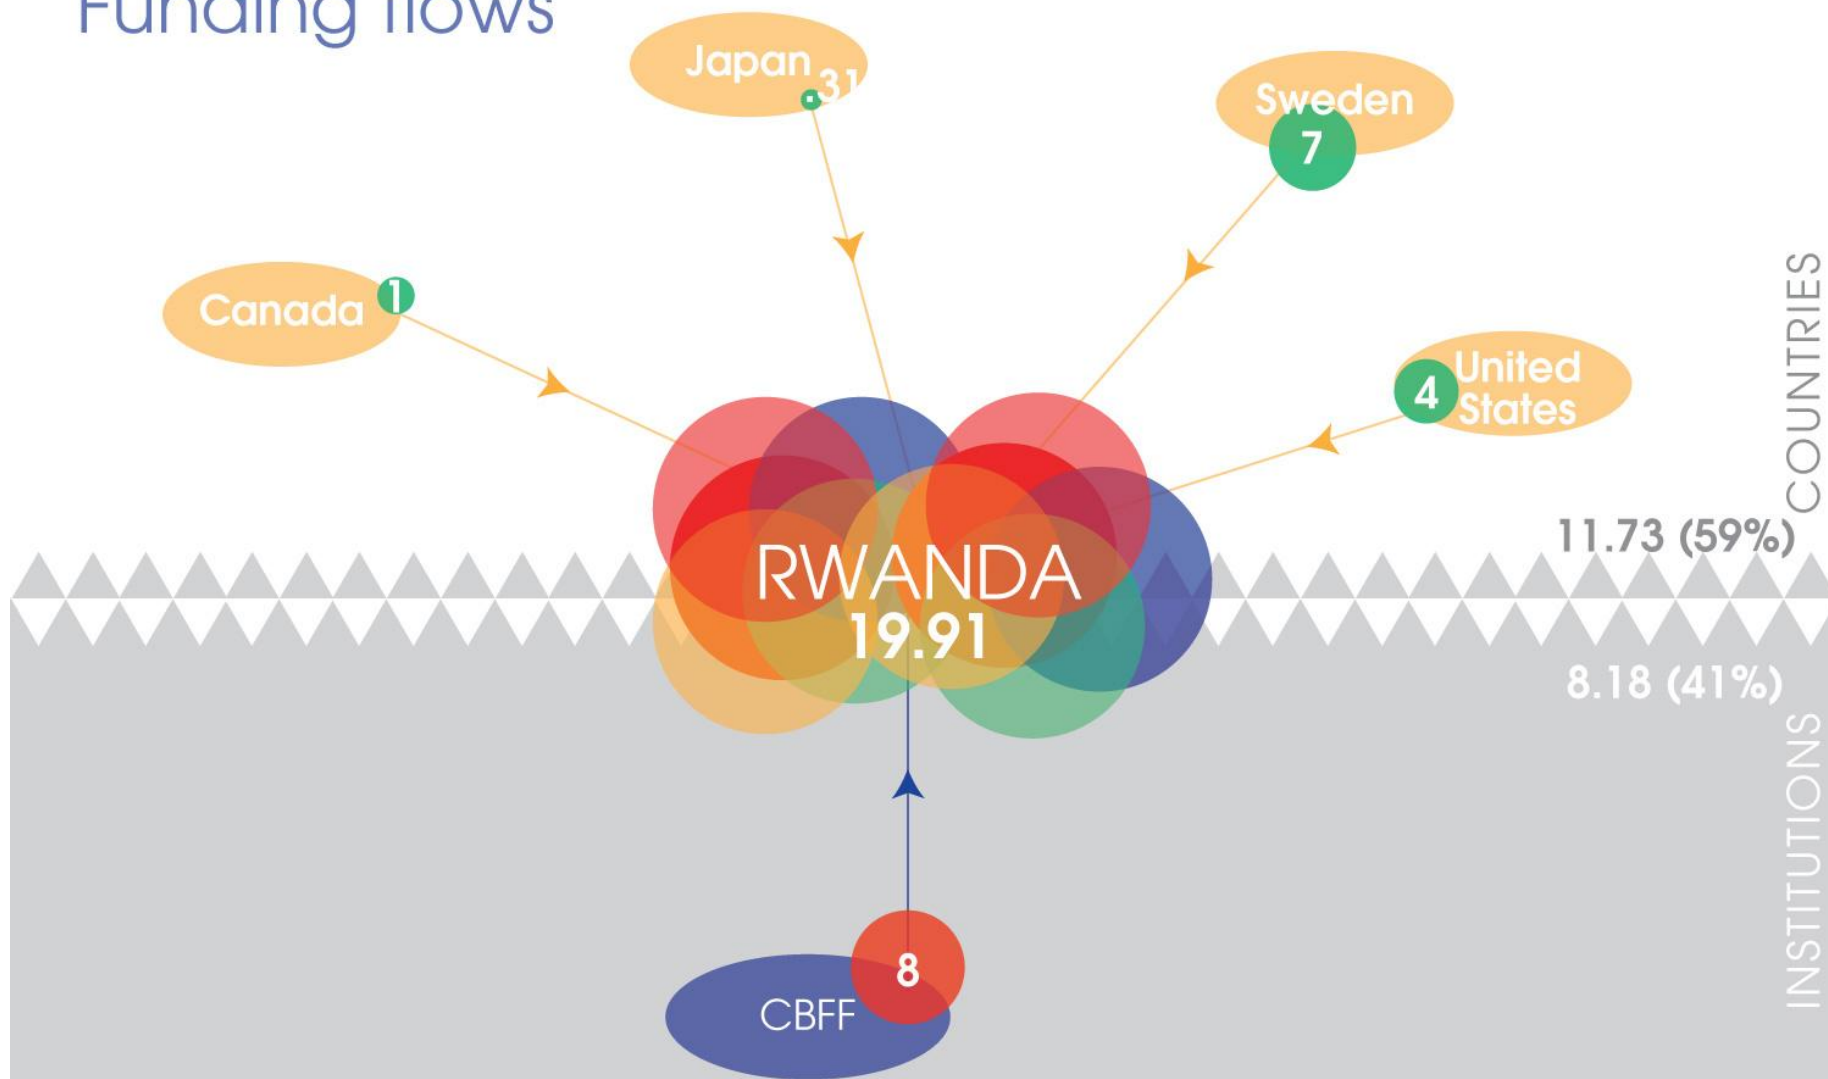 Funding flows
Japan
.31
Sweden
7
Canada
1
United
States
4
COUNTRIES
11.73 (59%)
RWANDA
19.91
8.18 (41%)
INSTITUTIONS
8
CBFF